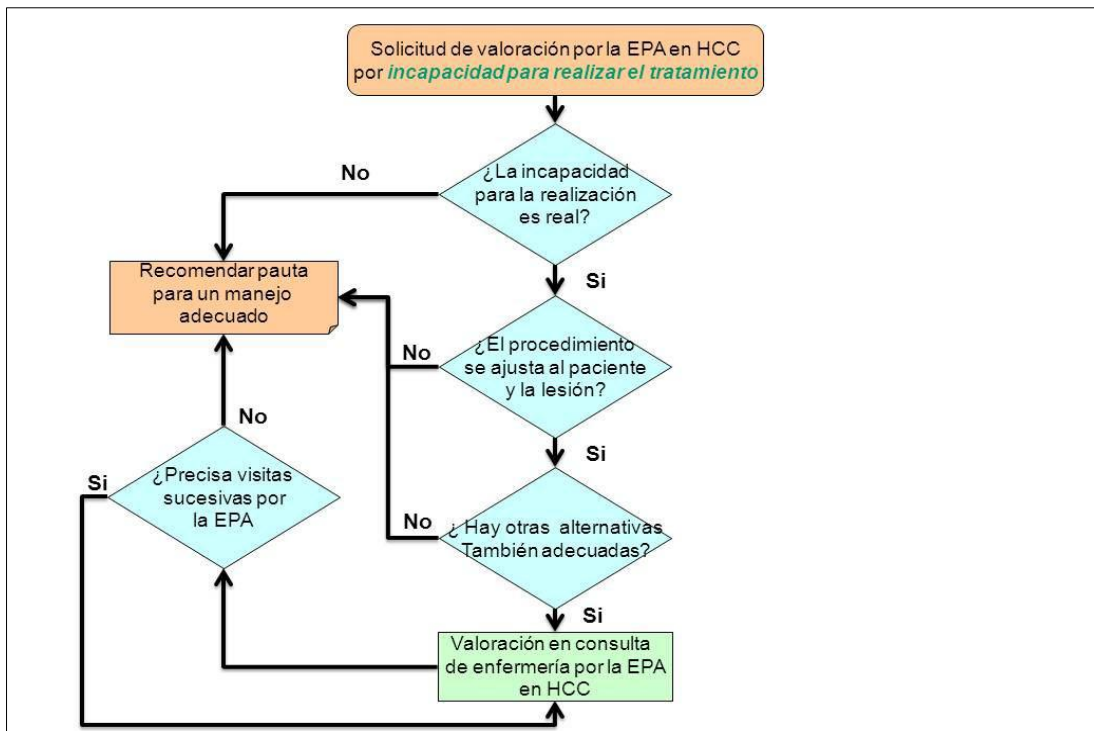 Solicitud de valoración por la EPA en HCC
por incapacidad para realizar el tratamiento
No
¿La incapacidad
para la realización
es real?
Recomendar pauta
para un manejo
adecuado
Si
No
¿El procedimiento
se ajusta al paciente
y la lesión?
No
Si
Si
¿Precisa visitas
sucesivas por
la EPA
No
¿ Hay otras alternativas
También adecuadas?
Si
Valoración en consulta
de enfermería por la EPA
en HCC